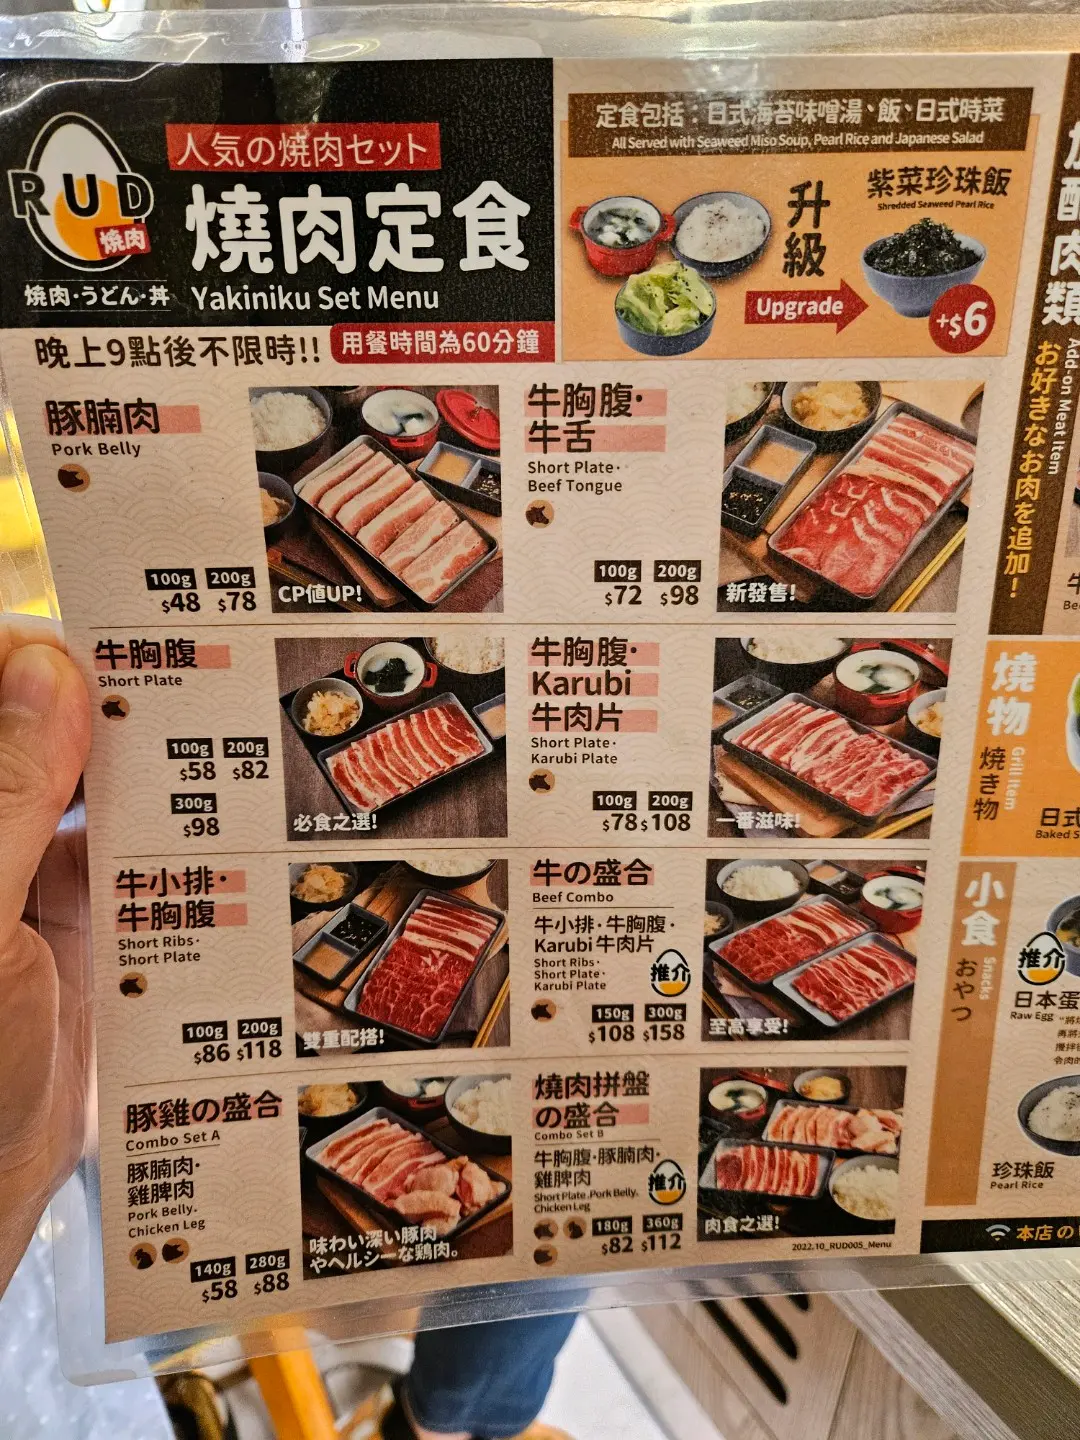 RUD
燒肉
燒肉・うどん・丼
人気の燒肉セット
燒肉定食
Yakiniku Set Menu
定食包括：日式海苔味噌湯、飯、日式時菜
All Served with Seaweed Miso Soup, Pearl Rice and Japanese Salad
升級
Upgrade
紫菜珍珠飯
Shredded Seaweed Pearl Rice
+$6
晚上9點後不限時!!
用餐時間為60分鐘
豚腩肉
Pork Belly
100g 200g
$48 $78
CP值UP!
牛胸腹・
牛舌
Short Plate・
Beef Tongue
100g 200g
$72 $98
新發售!
牛胸腹
Short Plate
100g 200g
$58 $82
300g
$98
必食之選!
牛胸腹・
Karubi
牛肉片
Short Plate・
Karubi Plate
100g 200g
$78 $108
一番滋味!
牛小排・
牛胸腹
Short Ribs・
Short Plate
100g 200g
$86 $118
雙重配搭!
牛の盛合
Beef Combo
牛小排・牛胸腹・
Karubi 牛肉片
Short Ribs・
Short Plate・
Karubi Plate
推介
150g 300g
$108 $158
至高享受!
豚雞の盛合
Combo Set A
豚腩肉・
雞脾肉
Pork Belly・
Chicken Leg
140g 280g
$58 $88
味わい深い豚肉
やヘルシーな鶏肉。
燒肉拼盤
の盛合
Combo Set B
牛胸腹・豚腩肉・
雞脾肉
Short Plate・Pork Belly・
Chicken Leg
推介
180g 360g
$82 $112
肉食之選!
2022.10_RUD005_Menu
肉類
Add-on Meat Item
お好きなお肉を追加！
燒物
Grill Item
焼き物
日式
Baked S
小食
Snacks
おやつ
推介
日本蛋
Raw Egg
珍珠飯
Pearl Rice
本店の